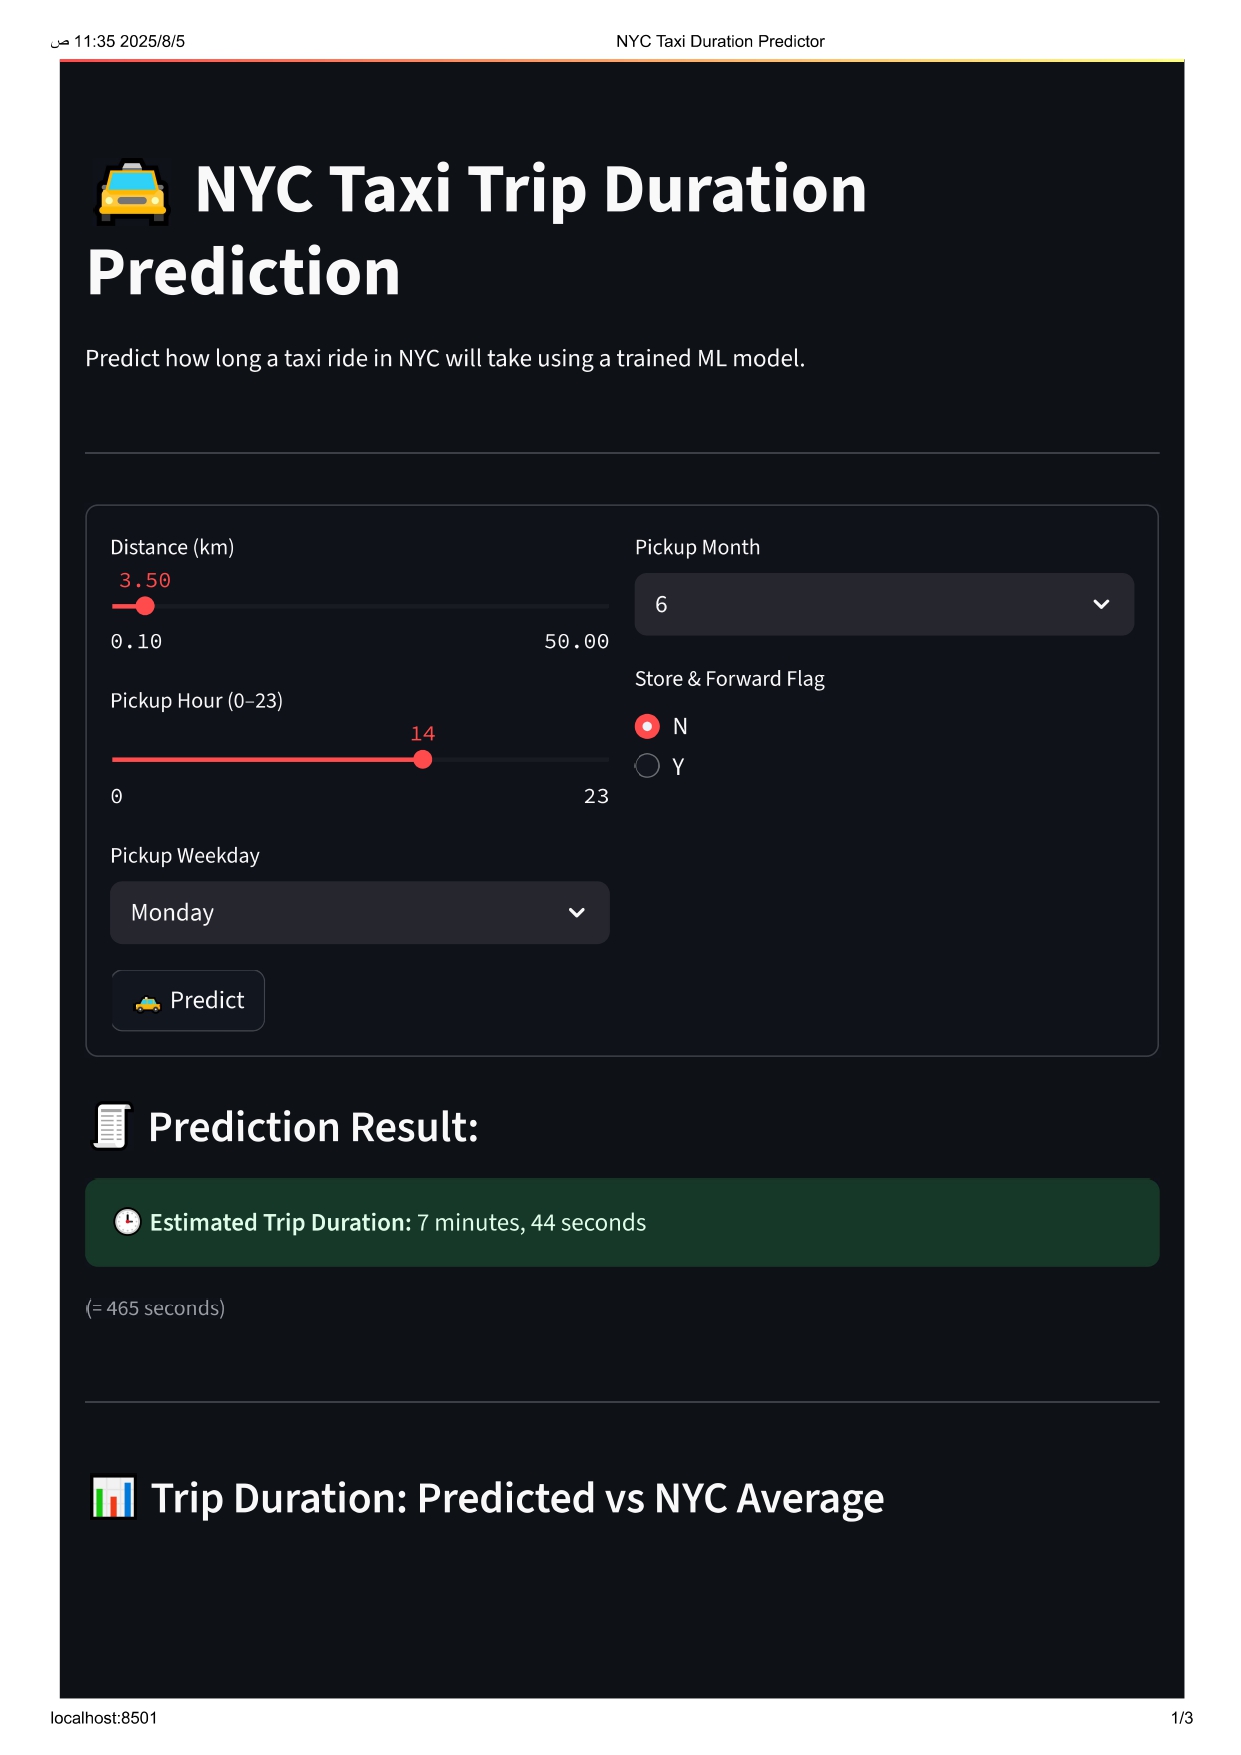 11:35 2025/8/5 ص
NYC Taxi Duration Predictor
NYC Taxi Trip Duration
Prediction
Predict how long a taxi ride in NYC will take using a trained ML model.
Distance (km)
3.50
0.10 50.00
Pickup Hour (0–23)
14
0 23
Pickup Weekday
Monday
Predict
Pickup Month
6
Store & Forward Flag
N
Y
Prediction Result:
Estimated Trip Duration: 7 minutes, 44 seconds
(= 465 seconds)
Trip Duration: Predicted vs NYC Average
localhost:8501
1/3